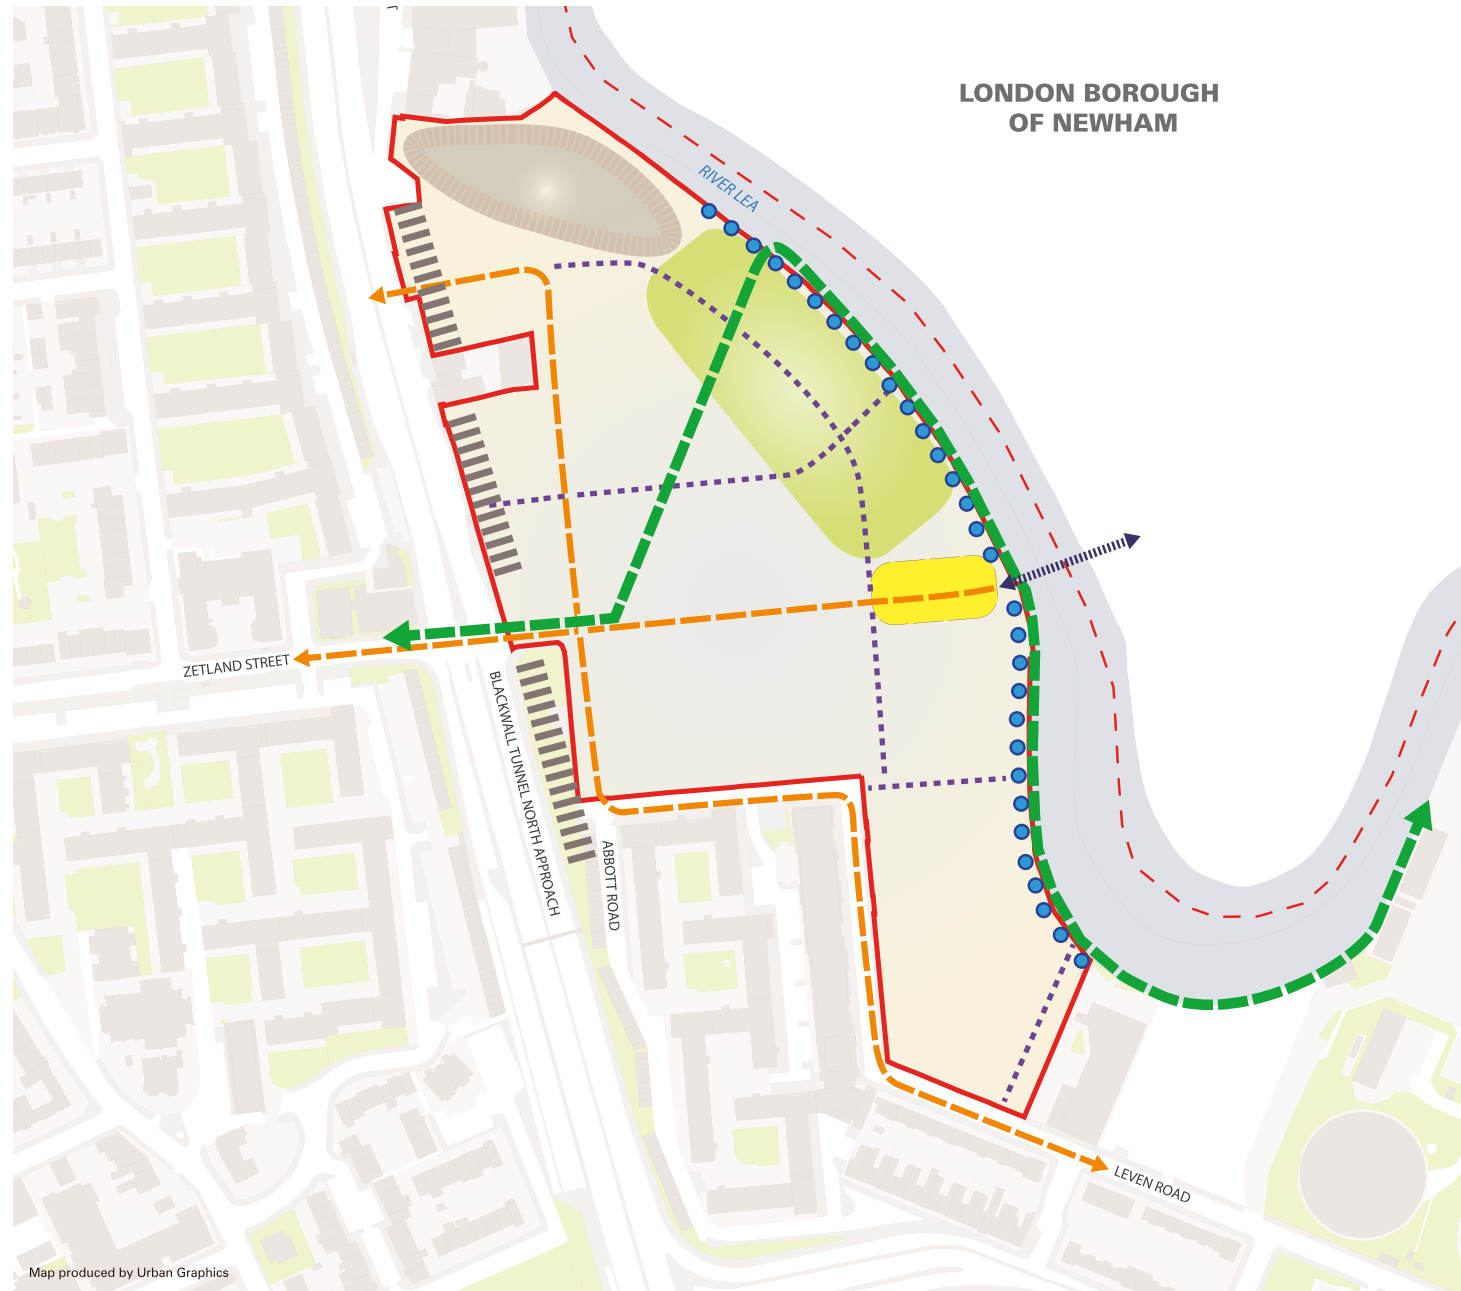 LONDON BOROUGH
OF NEWHAM
RIVER LEA
ZETLAND STREET
BLACKWALL TUNNEL NORTH APPROACH
ABBOTT ROAD
LEVEN ROAD
Map produced by Urban Graphics